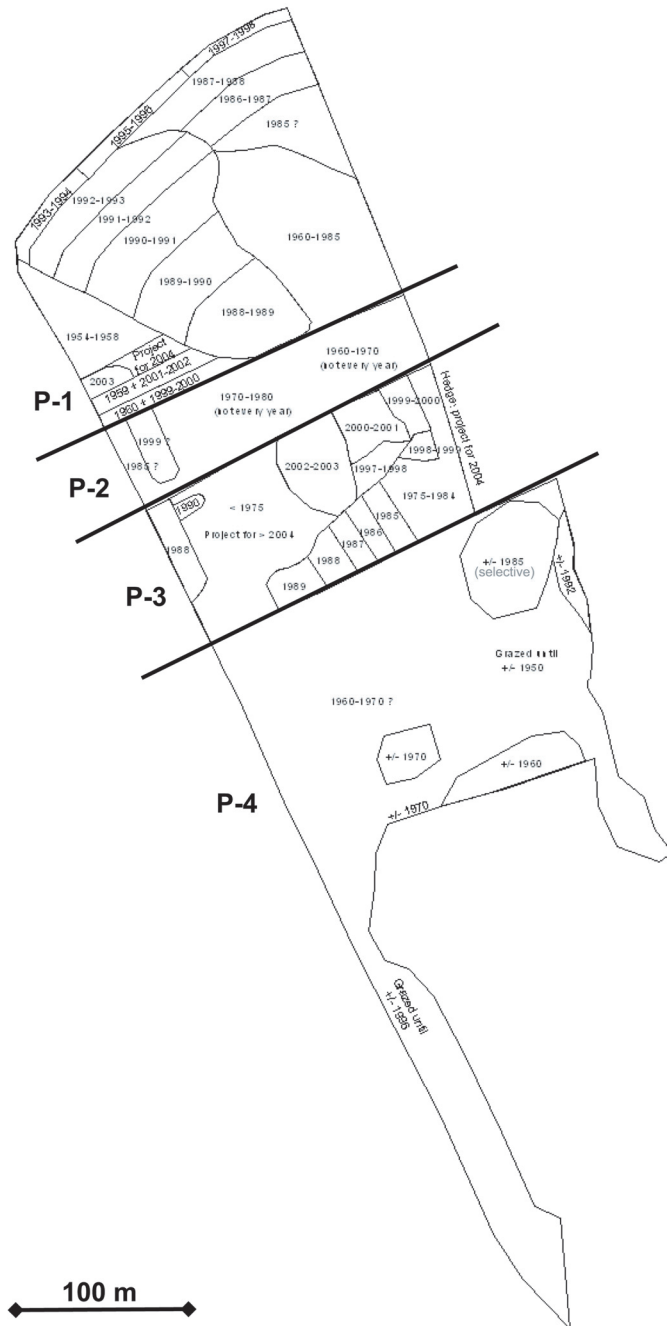 1997-1998
1987-1988
1986-1987
1995-1996
1985 ?
1993-1994
1992-1993
1991-1992
1990-1991
1960-1985
1989-1990
1988-1989
1954-1958
Project
for 2004
2003
1959 + 2001-2002
1960 + 1999-2000
P-1
1960-1970
(not every year)
1970-1980
(not every year)
Hedge: project for 2004
1999-2000
2000-2001
1998-1999
1999 ?
1985 ?
P-2
2002-2003
1997-1998
1975-1984
1990
< 1975
Project for > 2004
1985
1986
1987
1988
1989
1988
P-3
+/- 1985
(selective)
+/- 1992
Grazed until
+/- 1950
1960-1970 ?
+/- 1970
+/- 1960
P-4
+/- 1970
Grazed until
+/- 1996
100 m